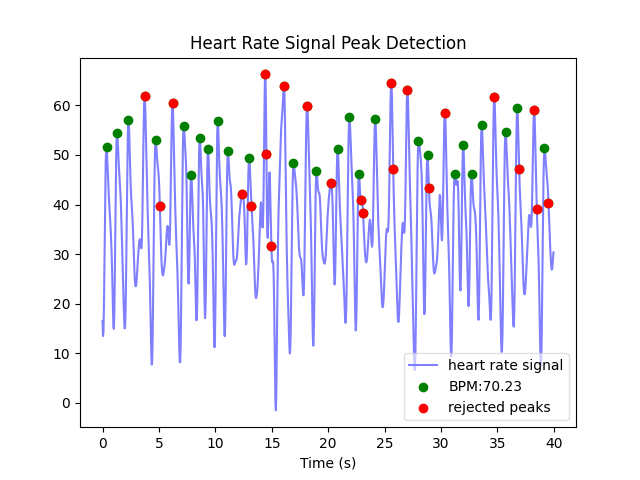 Heart Rate Signal Peak Detection
60
50
40
30
20
10
0
heart rate signal
BPM:70.23
rejected peaks
0 5 10 15 20 25 30 35 40
Time (s)